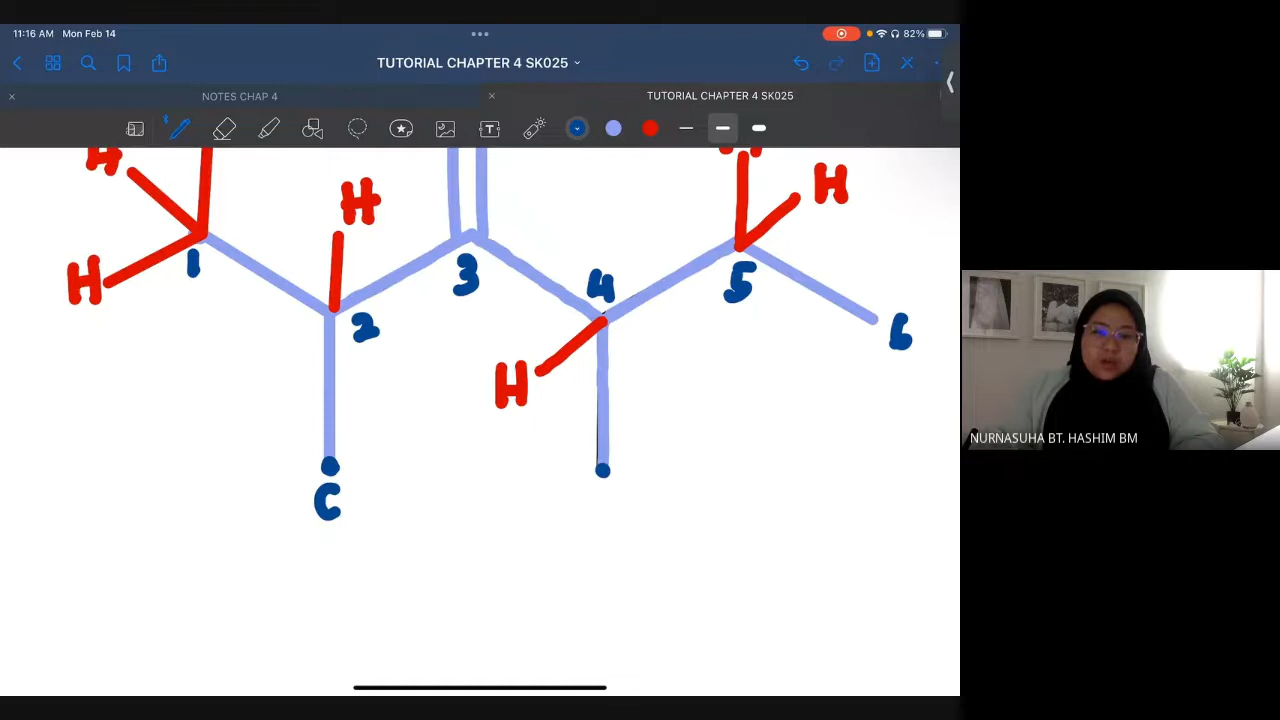 11:16 AM Mon Feb 14
82%
TUTORIAL CHAPTER 4 SK025
NOTES CHAP 4
TUTORIAL CHAPTER 4 SK025
H
H
H
H
1
3
4
5
H
2
6
H
C
NURNASUHA BT. HASHIM BM